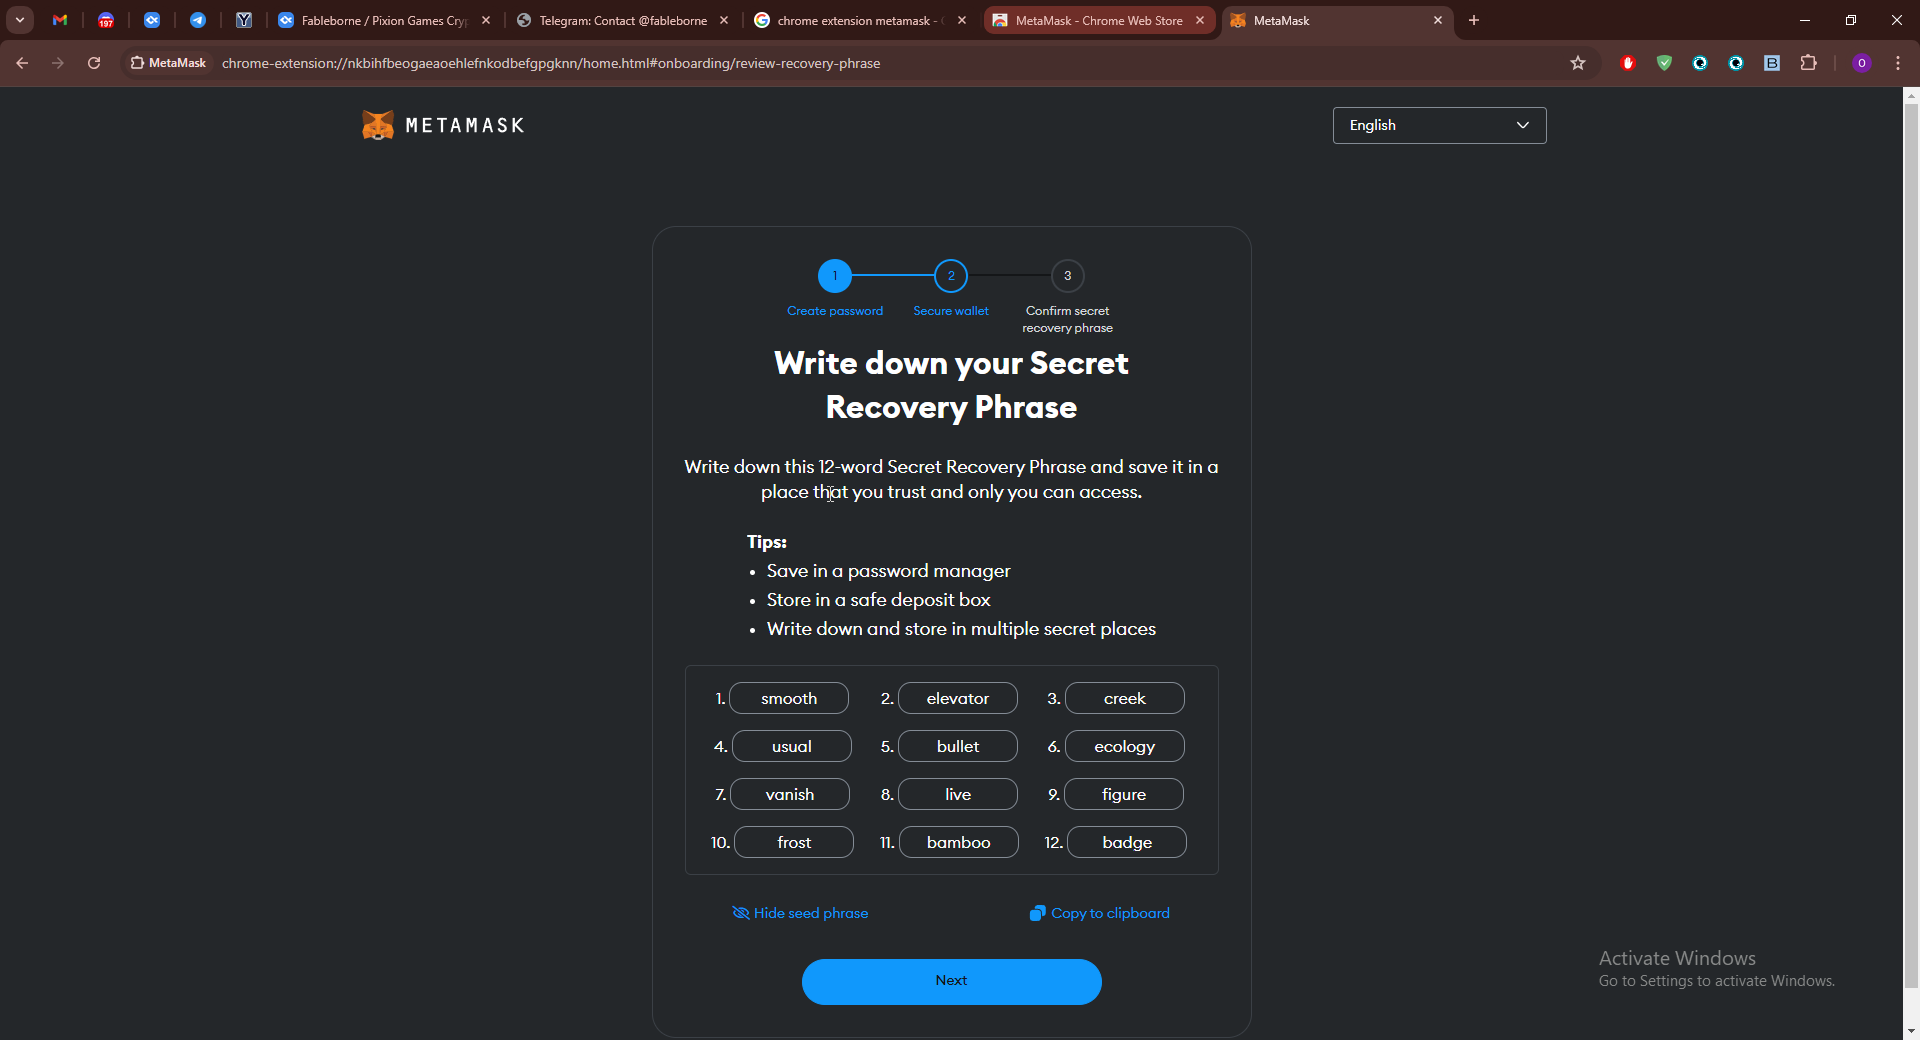 197
Fableborne / Pixion Games Cry
Telegram: Contact @fableborne
chrome extension metamask -
MetaMask - Chrome Web Store
MetaMask
MetaMask
chrome-extension://nkbihfbeogaeaoehlefnkodbefgpgknn/home.html#onboarding/review-recovery-phrase
B
O
METAMASK
English
1 2 3
Create password Secure wallet Confirm secret
recovery phrase
Write down your Secret
Recovery Phrase
Write down this 12-word Secret Recovery Phrase and save it in a
place that you trust and only you can access.
Tips:
• Save in a password manager
• Store in a safe deposit box
• Write down and store in multiple secret places
1. smooth 2. elevator 3. creek
4. usual 5. bullet 6. ecology
7. vanish 8. live 9. figure
10. frost 11. bamboo 12. badge
Hide seed phrase Copy to clipboard
Next
Activate Windows
Go to Settings to activate Windows.